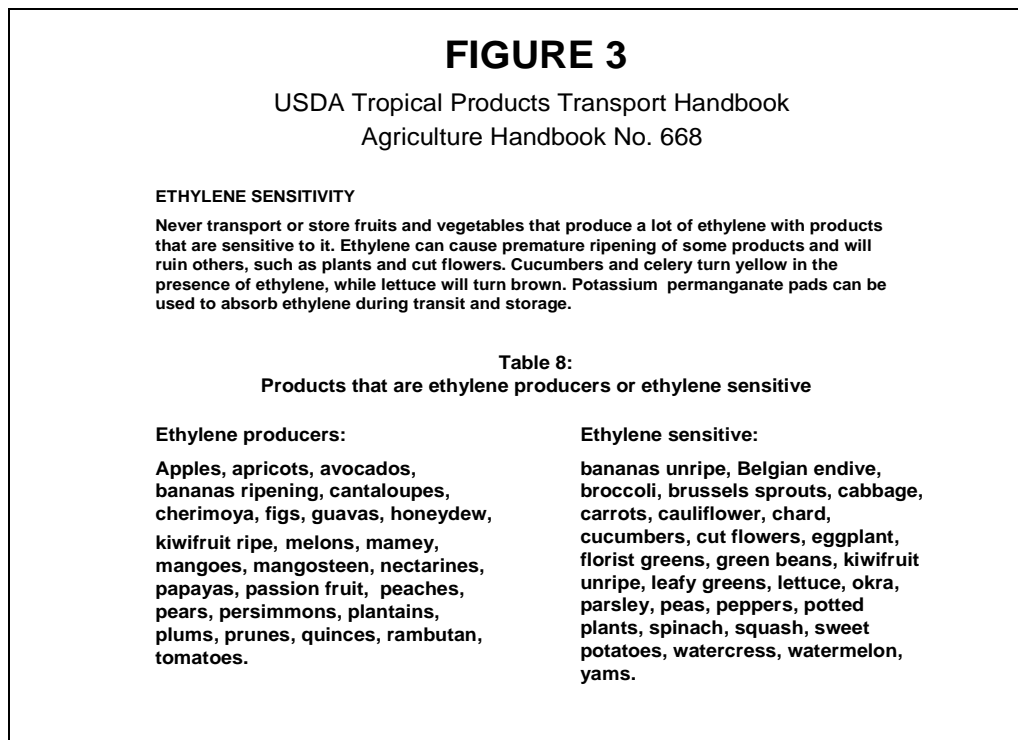 FIGURE 3
USDA Tropical Products Transport Handbook
Agriculture Handbook No. 668
ETHYLENE SENSITIVITY
Never transport or store fruits and vegetables that produce a lot of ethylene with products
that are sensitive to it. Ethylene can cause premature ripening of some products and will
ruin others, such as plants and cut flowers. Cucumbers and celery turn yellow in the
presence of ethylene, while lettuce will turn brown. Potassium permanganate pads can be
used to absorb ethylene during transit and storage.
Table 8:
Products that are ethylene producers or ethylene sensitive
Ethylene producers:
Apples, apricots, avocados,
bananas ripening, cantaloupes,
cherimoya, figs, guavas, honeydew,
kiwifruit ripe, melons, mamey,
mangoes, mangosteen, nectarines,
papayas, passion fruit, peaches,
pears, persimmons, plantains,
plums, prunes, quinces, rambutan,
tomatoes.
Ethylene sensitive:
bananas unripe, Belgian endive,
broccoli, brussels sprouts, cabbage,
carrots, cauliflower, chard,
cucumbers, cut flowers, eggplant,
florist greens, green beans, kiwifruit
unripe, leafy greens, lettuce, okra,
parsley, peas, peppers, potted
plants, spinach, squash, sweet
potatoes, watercress, watermelon,
yams.